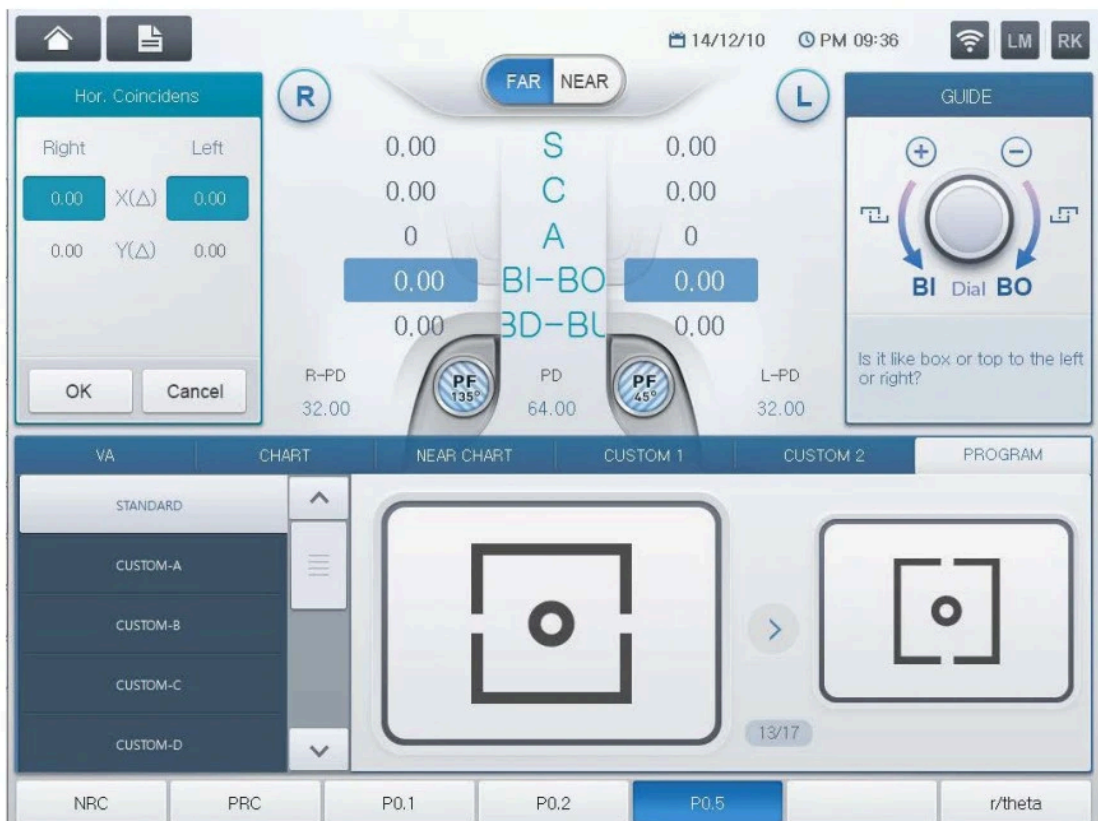 14/12/10 PM 09:36 LM RK
Hor. Coincidens
Right Left
0.00 X(Δ) 0.00
0.00 Y(Δ) 0.00
OK Cancel
R FAR NEAR L
0.00 S 0.00
0.00 C 0.00
0 A 0
0.00 BI-BO 0.00
0.00 BD-BU 0.00
R-PD PF 135° PD PF 45° L-PD
32.00 64.00 32.00
GUIDE
+ −
BI Dial BO
Is it like box or top to the left
or right?
VA CHART NEAR CHART CUSTOM 1 CUSTOM 2 PROGRAM
STANDARD
CUSTOM-A
CUSTOM-B
CUSTOM-C
CUSTOM-D
13/17
NRC PRC P0.1 P0.2 P0.5 r/theta